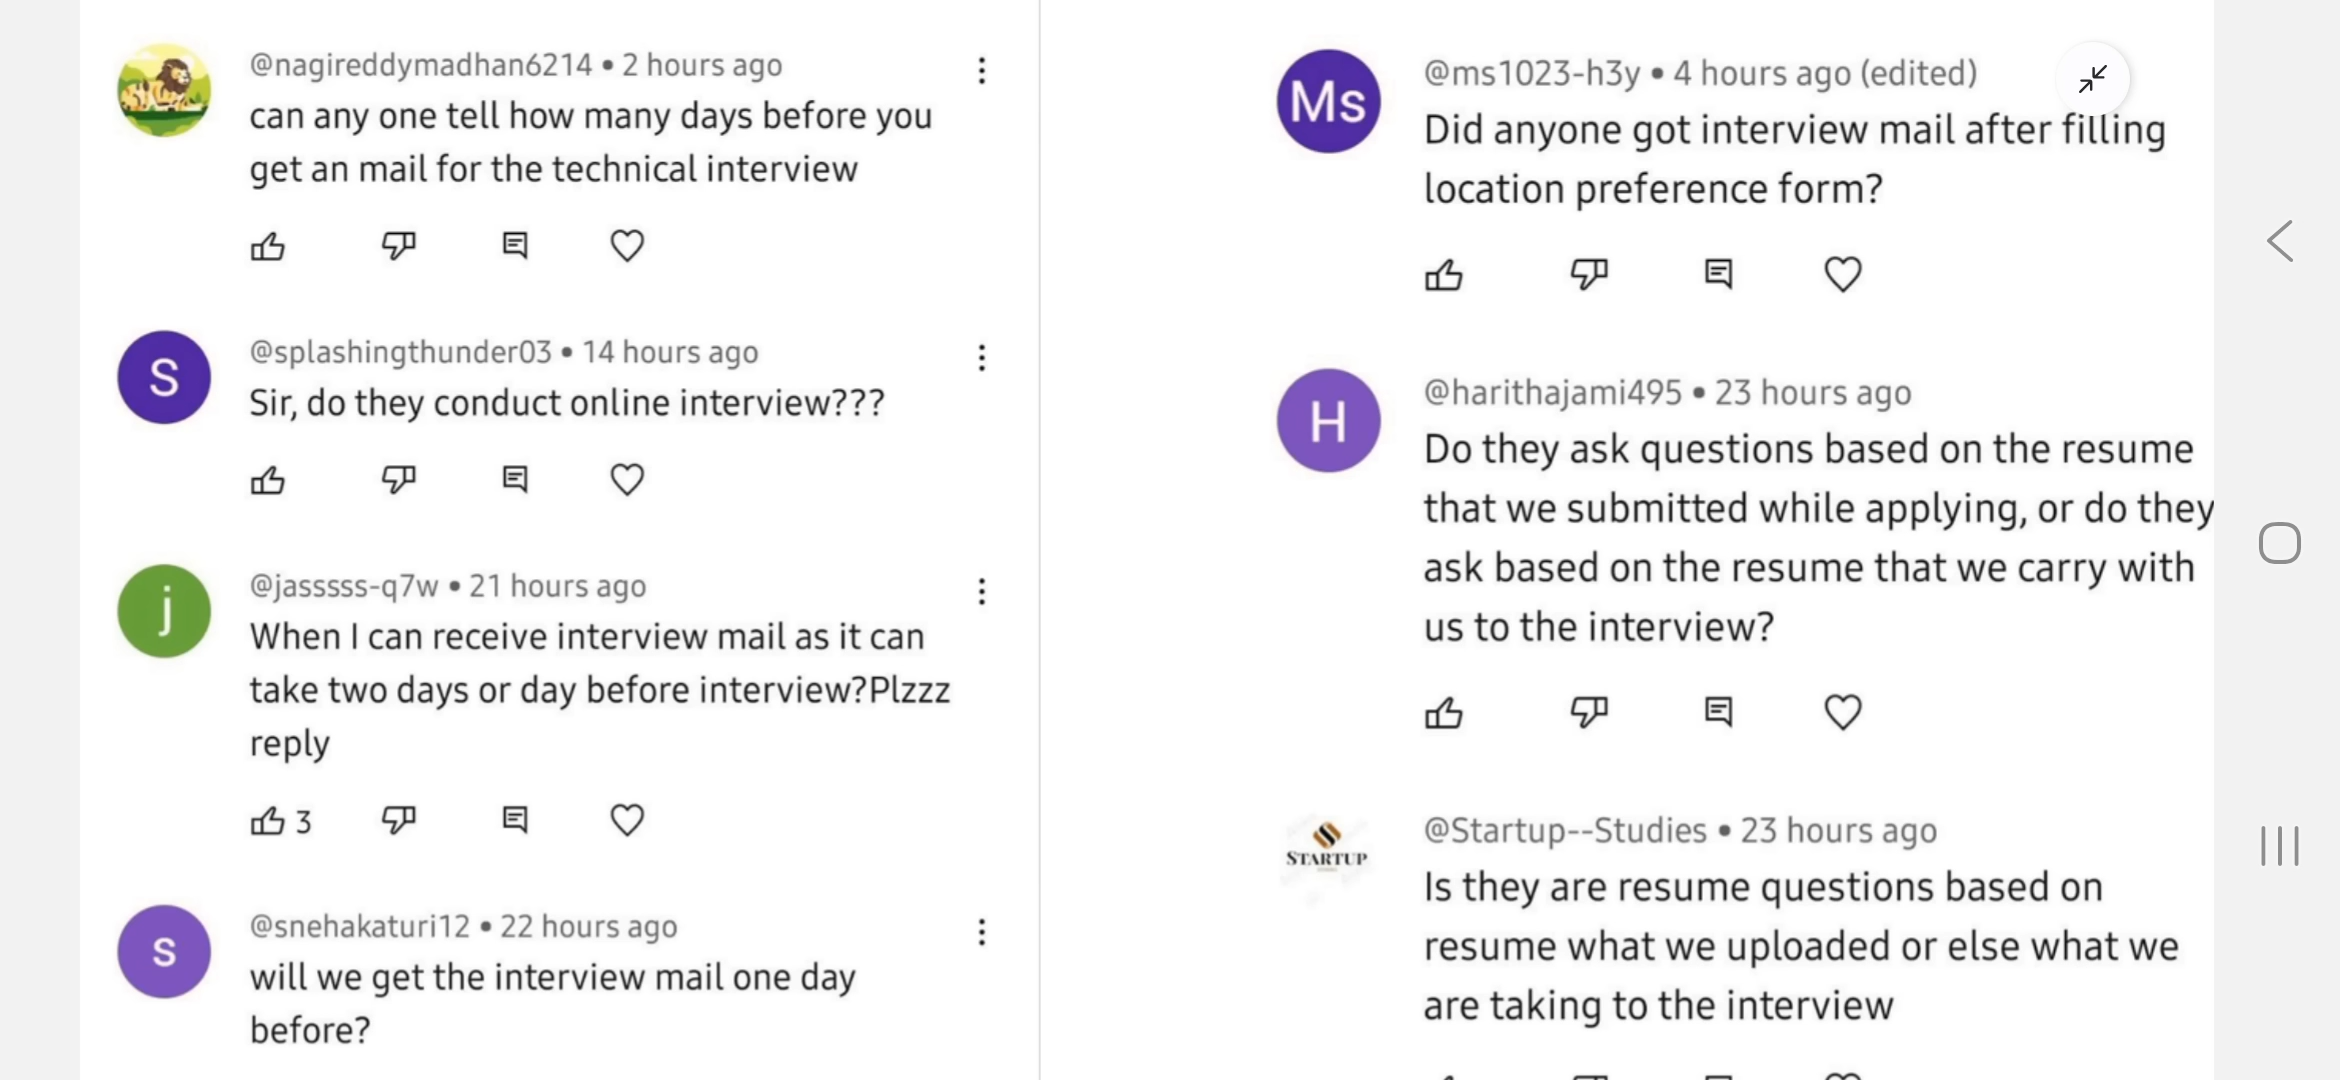 @nagireddymadhan6214 • 2 hours ago
can any one tell how many days before you
get an mail for the technical interview
S
@splashingthunder03 • 14 hours ago
Sir, do they conduct online interview???
j
@jasssss-q7w • 21 hours ago
When I can receive interview mail as it can
take two days or day before interview?Plzzz
reply
3
s
@snehakaturi12 • 22 hours ago
will we get the interview mail one day
before?
Ms
@ms1023-h3y • 4 hours ago (edited)
Did anyone got interview mail after filling
location preference form?
H
@harithajami495 • 23 hours ago
Do they ask questions based on the resume
that we submitted while applying, or do they
ask based on the resume that we carry with
us to the interview?
STARTUP
@Startup--Studies • 23 hours ago
Is they are resume questions based on
resume what we uploaded or else what we
are taking to the interview